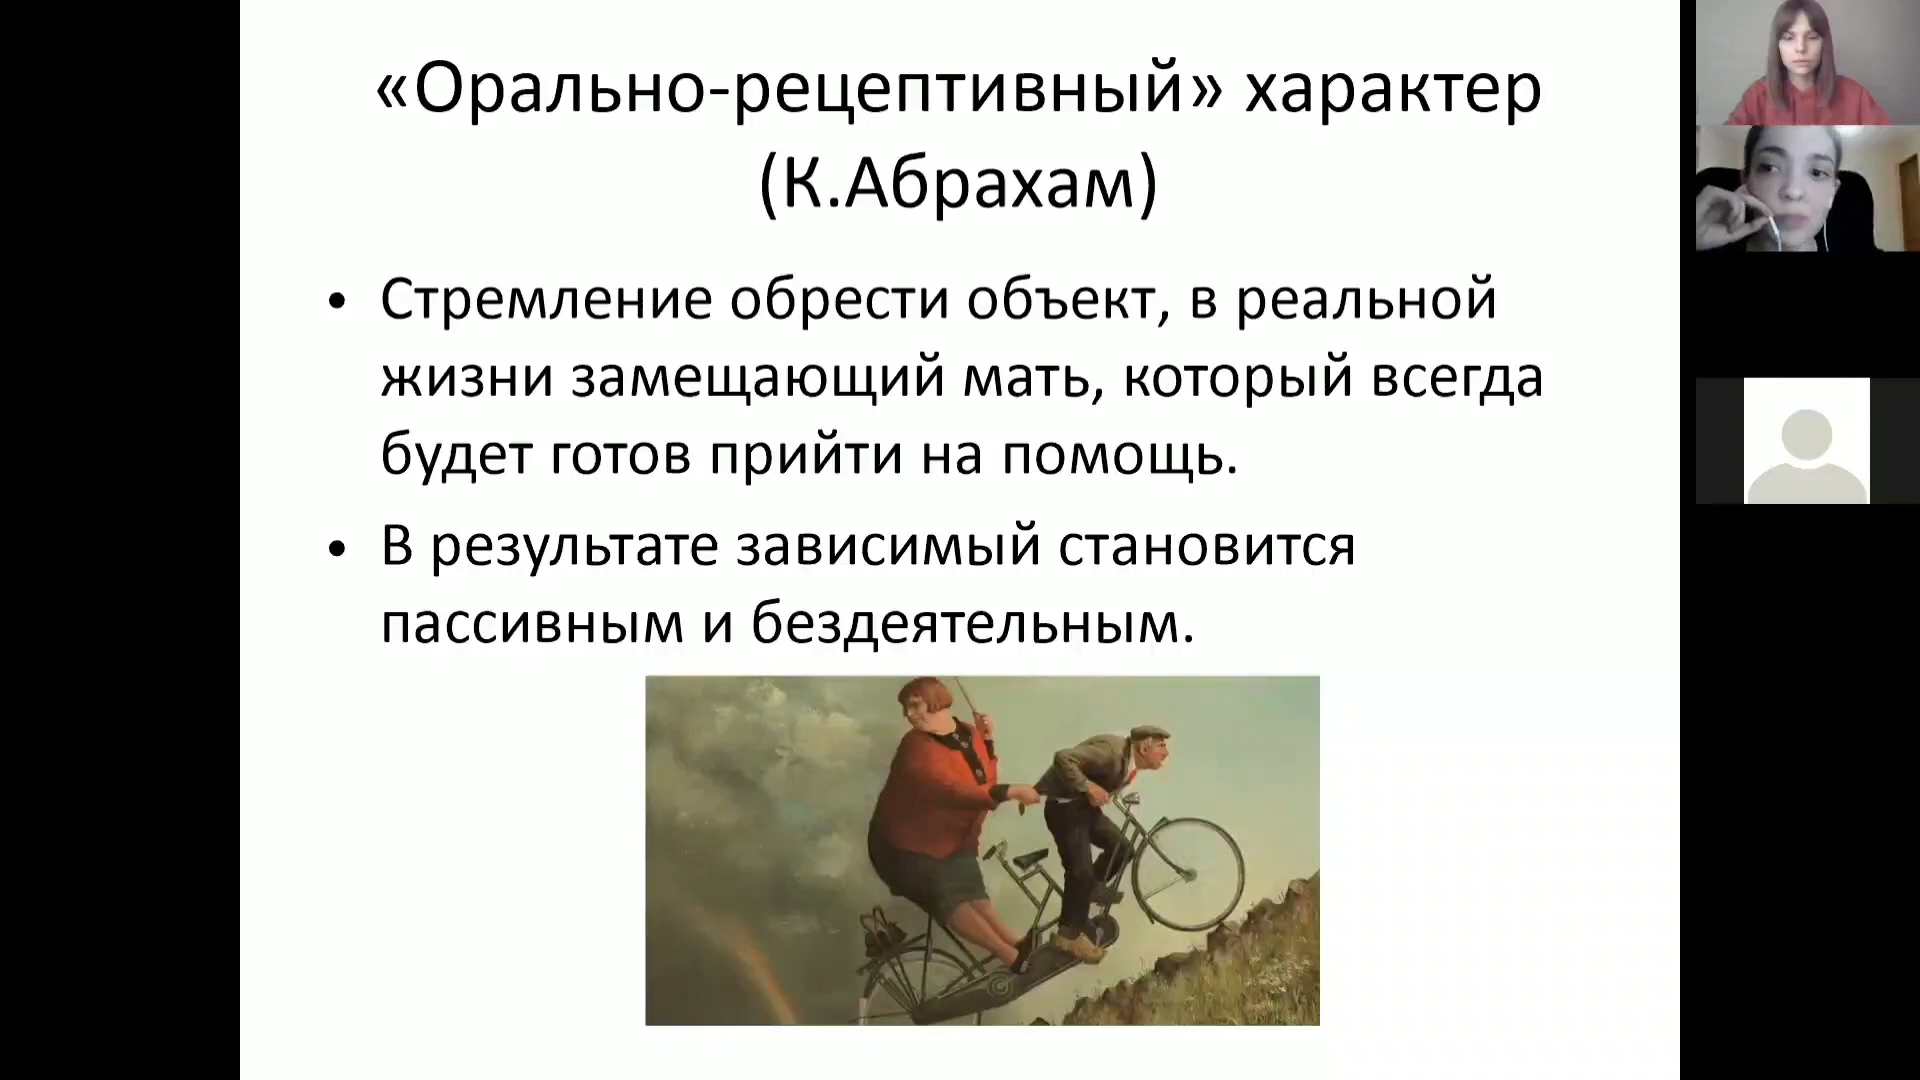 «Орально-рецептивный» характер
(К.Абрахам)
• Стремление обрести объект, в реальной
жизни замещающий мать, который всегда
будет готов прийти на помощь.
• В результате зависимый становится
пассивным и бездеятельным.